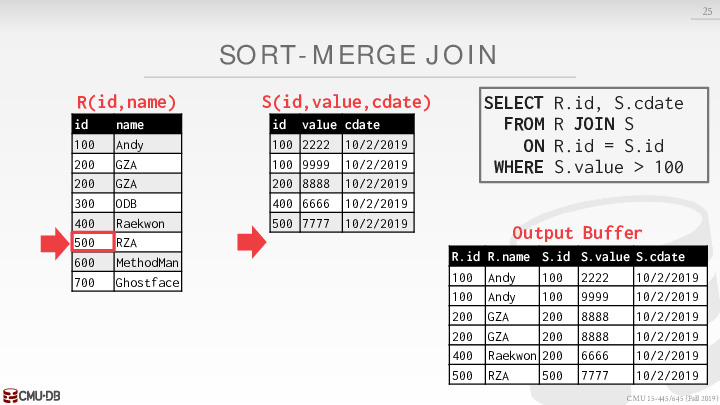 25
SORT-MERGE JOIN
R(id,name)
id name
100 Andy
200 GZA
200 GZA
300 ODB
400 Raekwon
500 RZA
600 MethodMan
700 Ghostface
S(id,value,cdate)
id value cdate
100 2222 10/2/2019
100 9999 10/2/2019
200 8888 10/2/2019
400 6666 10/2/2019
500 7777 10/2/2019
SELECT R.id, S.cdate
FROM R JOIN S
ON R.id = S.id
WHERE S.value > 100
Output Buffer
R.id R.name S.id S.value S.cdate
100 Andy 100 2222 10/2/2019
100 Andy 100 9999 10/2/2019
200 GZA 200 8888 10/2/2019
200 GZA 200 8888 10/2/2019
400 Raekwon 200 6666 10/2/2019
500 RZA 500 7777 10/2/2019
CMU·DB
CMU 15-445/645 (Fall 2019)